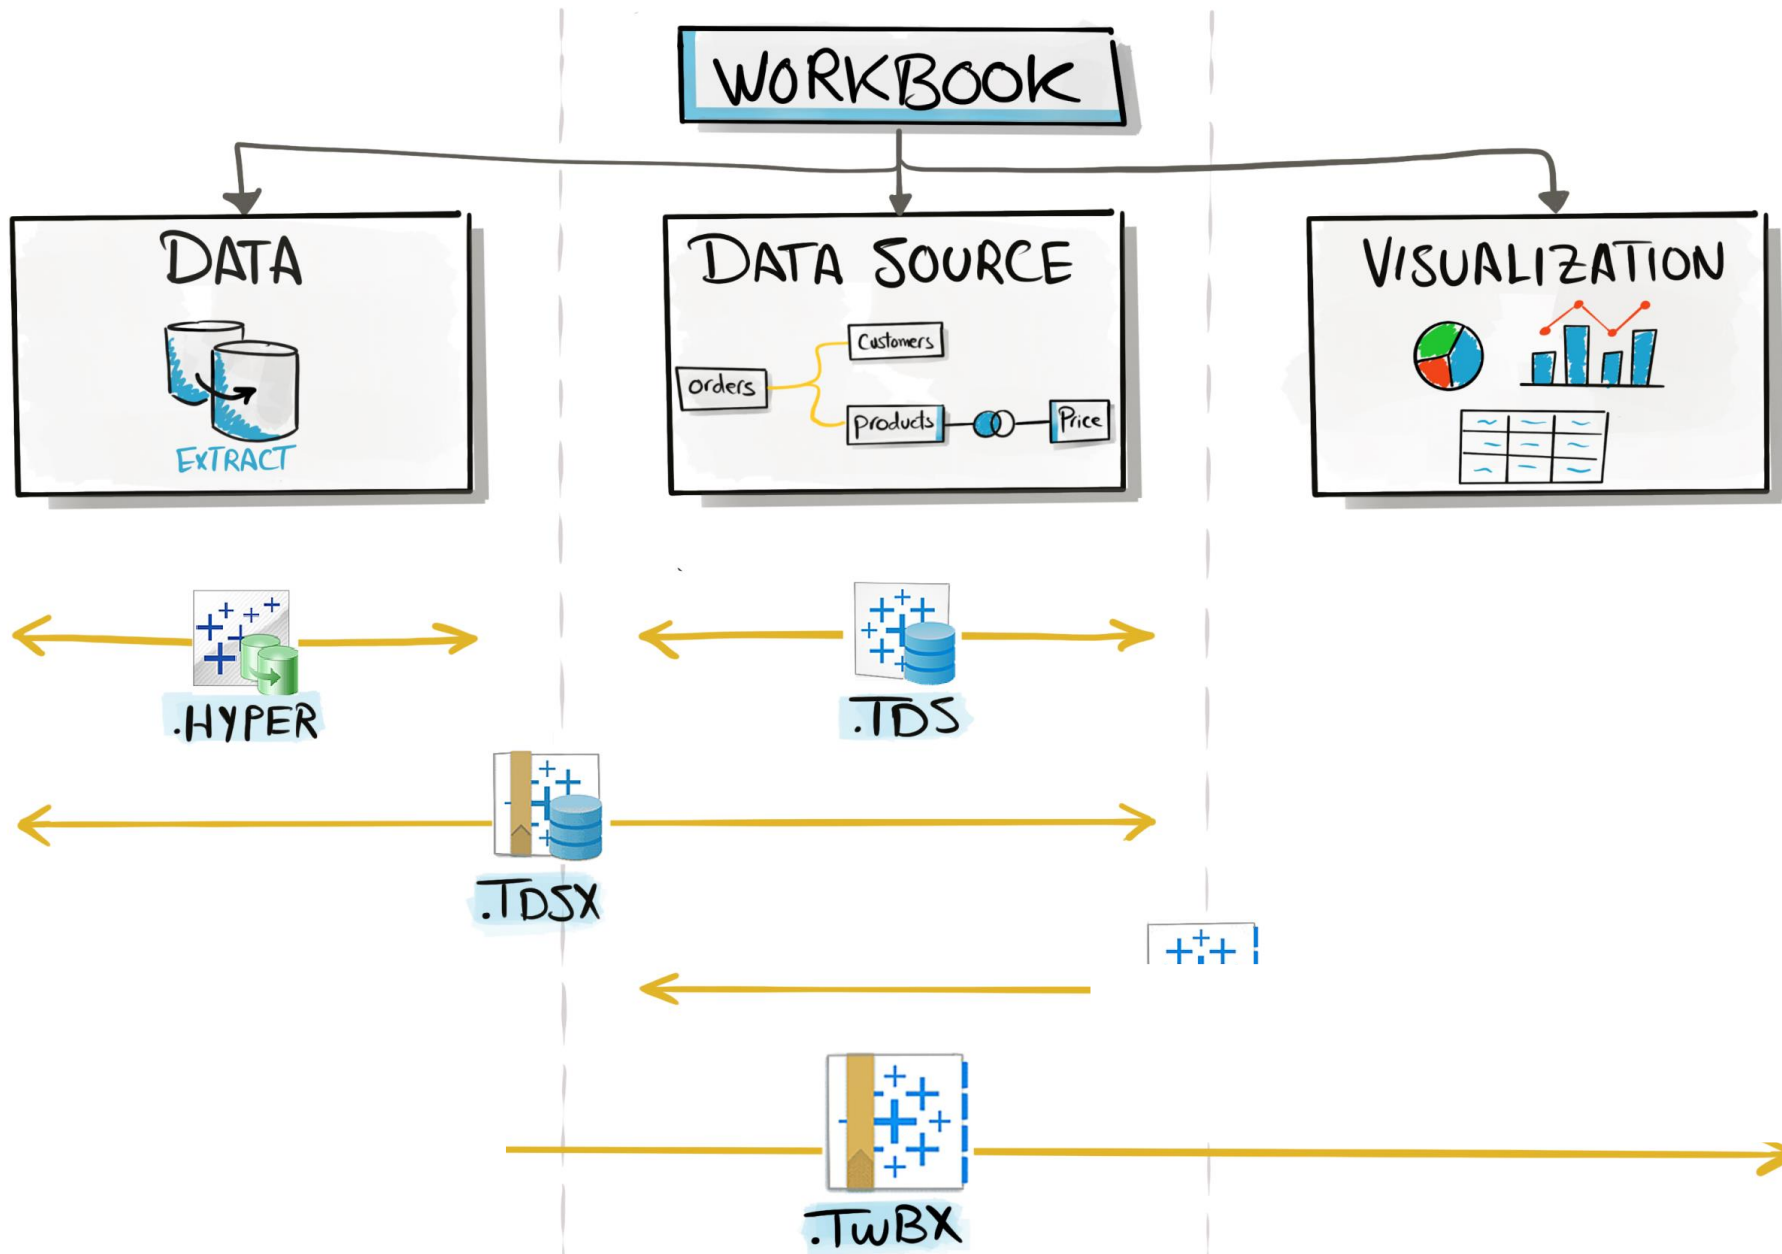 WORKBOOK
DATA
EXTRACT
DATA SOURCE
orders
Customers
products
Price
VISUALIZATION
.HYPER
.TDS
.TDSX
.TWBX